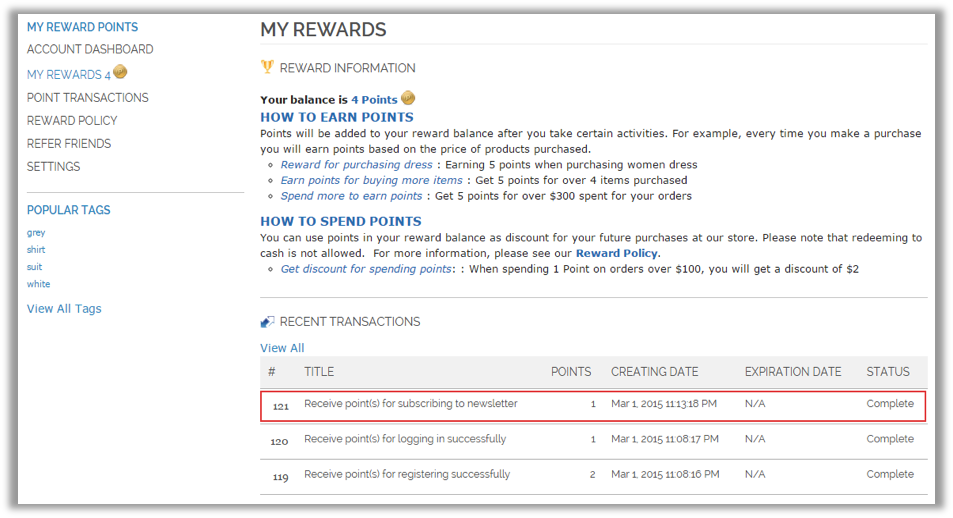 MY REWARD POINTS
ACCOUNT DASHBOARD
MY REWARDS 4
POINT TRANSACTIONS
REWARD POLICY
REFER FRIENDS
SETTINGS
POPULAR TAGS
grey
shirt
suit
white
View All Tags
MY REWARDS
REWARD INFORMATION
Your balance is 4 Points
HOW TO EARN POINTS
Points will be added to your reward balance after you take certain activities. For example, every time you make a purchase
you will earn points based on the price of products purchased.
Reward for purchasing dress : Earning 5 points when purchasing women dress
Earn points for buying more items : Get 5 points for over 4 items purchased
Spend more to earn points : Get 5 points for over $300 spent for your orders
HOW TO SPEND POINTS
You can use points in your reward balance as discount for your future purchases at our store. Please note that redeeming to
cash is not allowed. For more information, please see our Reward Policy.
Get discount for spending points: : When spending 1 Point on orders over $100, you will get a discount of $2
RECENT TRANSACTIONS
View All
# TITLE POINTS CREATING DATE EXPIRATION DATE STATUS
121 Receive point(s) for subscribing to newsletter 1 Mar 1, 2015 11:13:18 PM N/A Complete
120 Receive point(s) for logging in successfully 1 Mar 1, 2015 11:08:17 PM N/A Complete
119 Receive point(s) for registering successfully 2 Mar 1, 2015 11:08:16 PM N/A Complete